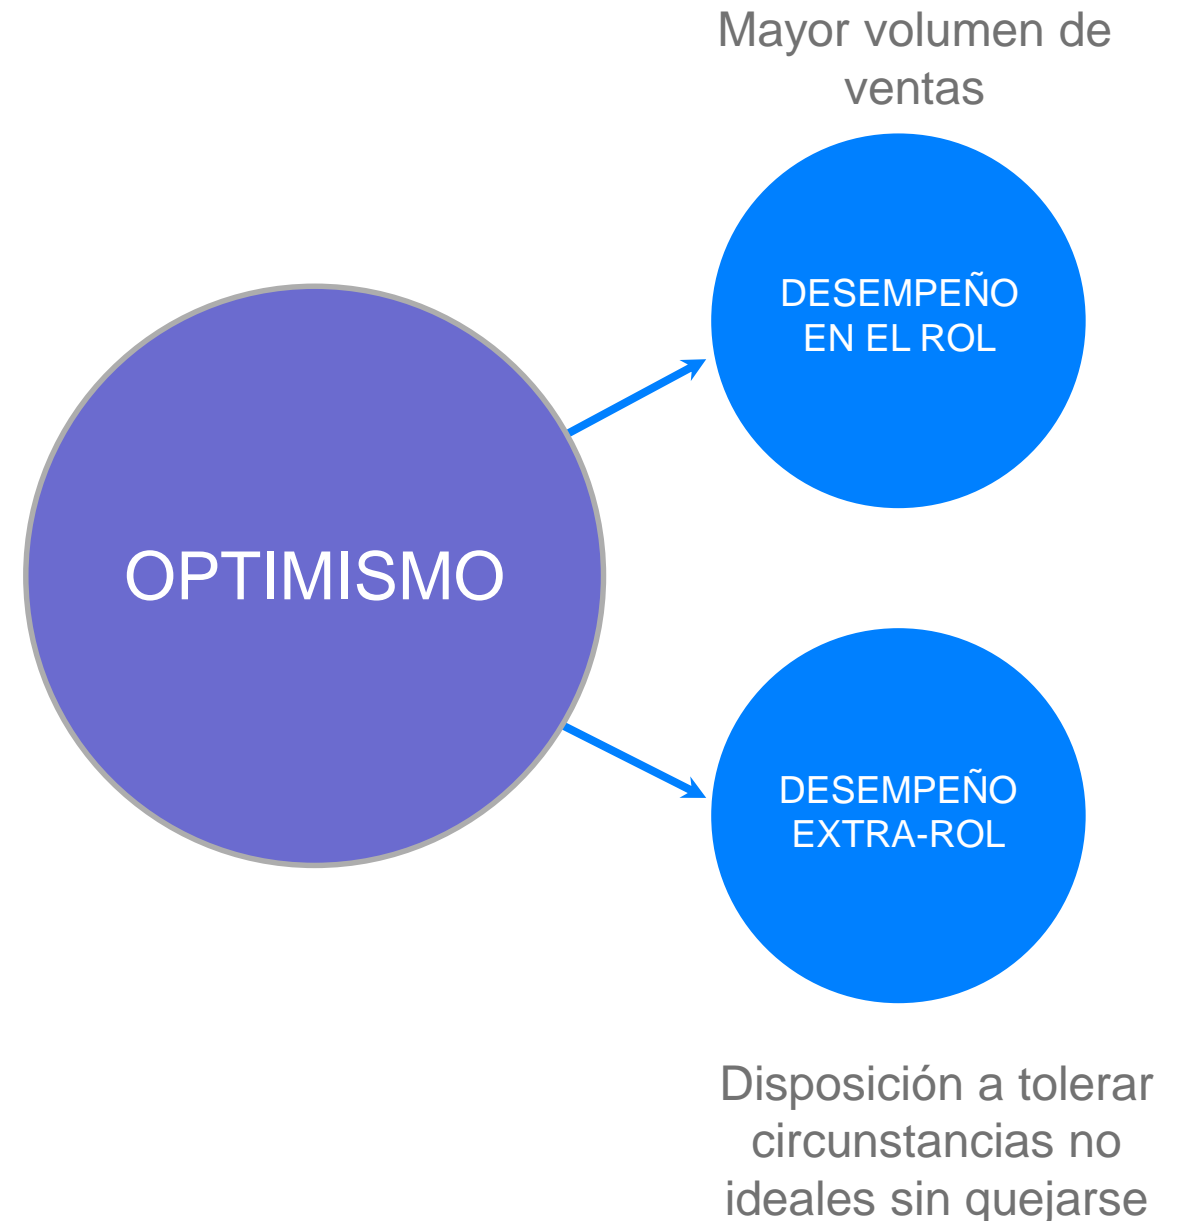 Mayor volumen de
ventas
DESEMPEÑO
EN EL ROL
OPTIMISMO
DESEMPEÑO
EXTRA-ROL
Disposición a tolerar
circunstancias no
ideales sin quejarse